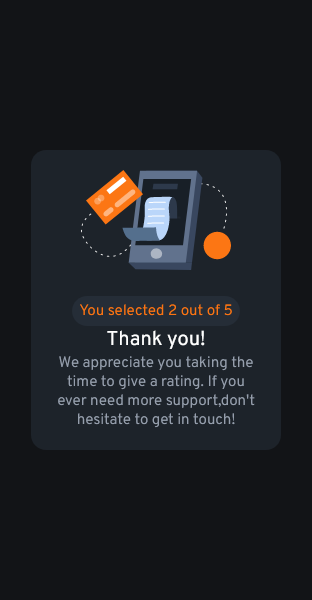 You selected 2 out of 5
Thank you!
We appreciate you taking the
time to give a rating. If you
ever need more support,don't
hesitate to get in touch!